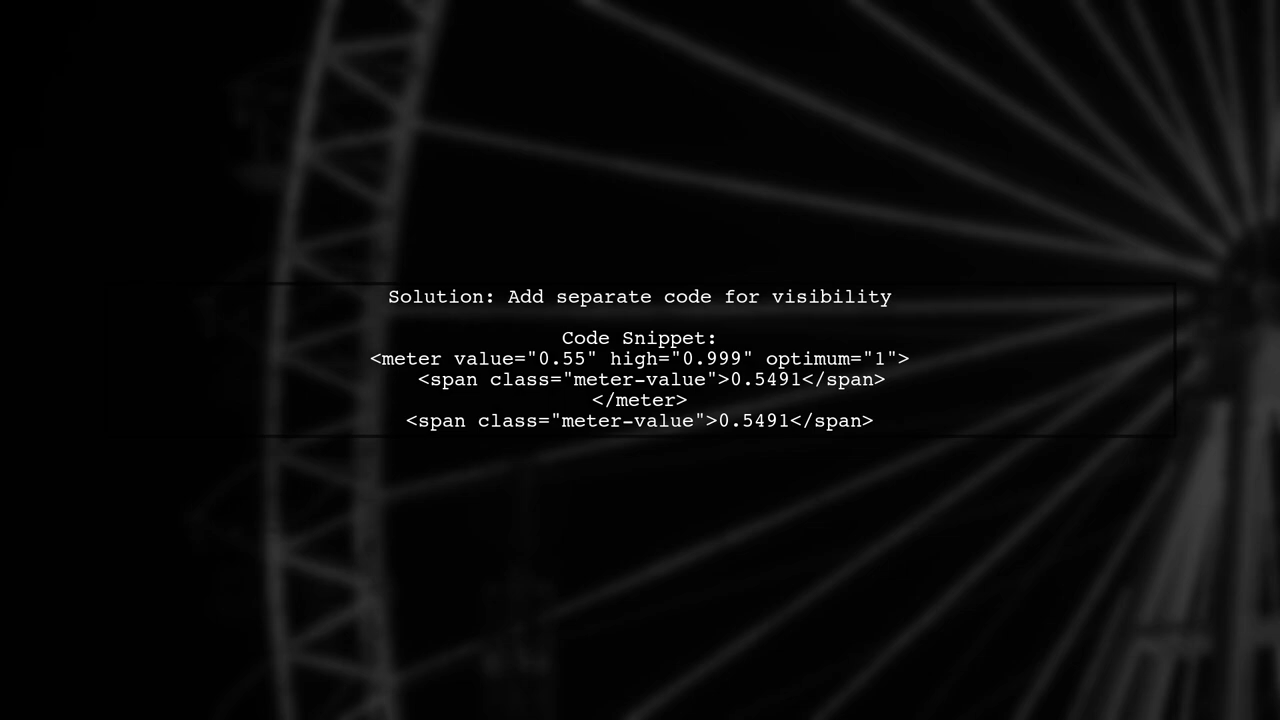 Solution: Add separate code for visibility
Code Snippet:
<meter value="0.55" high="0.999" optimum="1">
<span class="meter-value">0.5491</span>
</meter>
<span class="meter-value">0.5491</span>